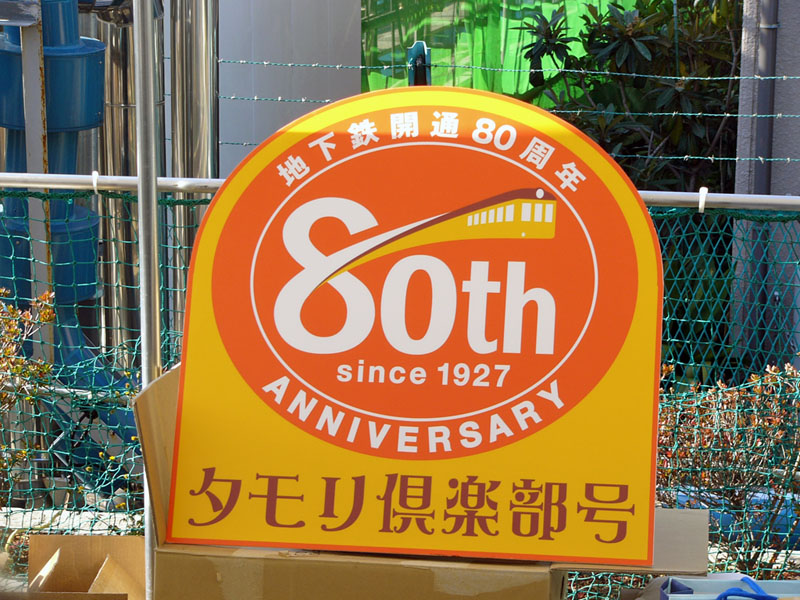 地下鉄開通80周年
80th
since 1927
ANNIVERSARY
タモリ倶楽部号